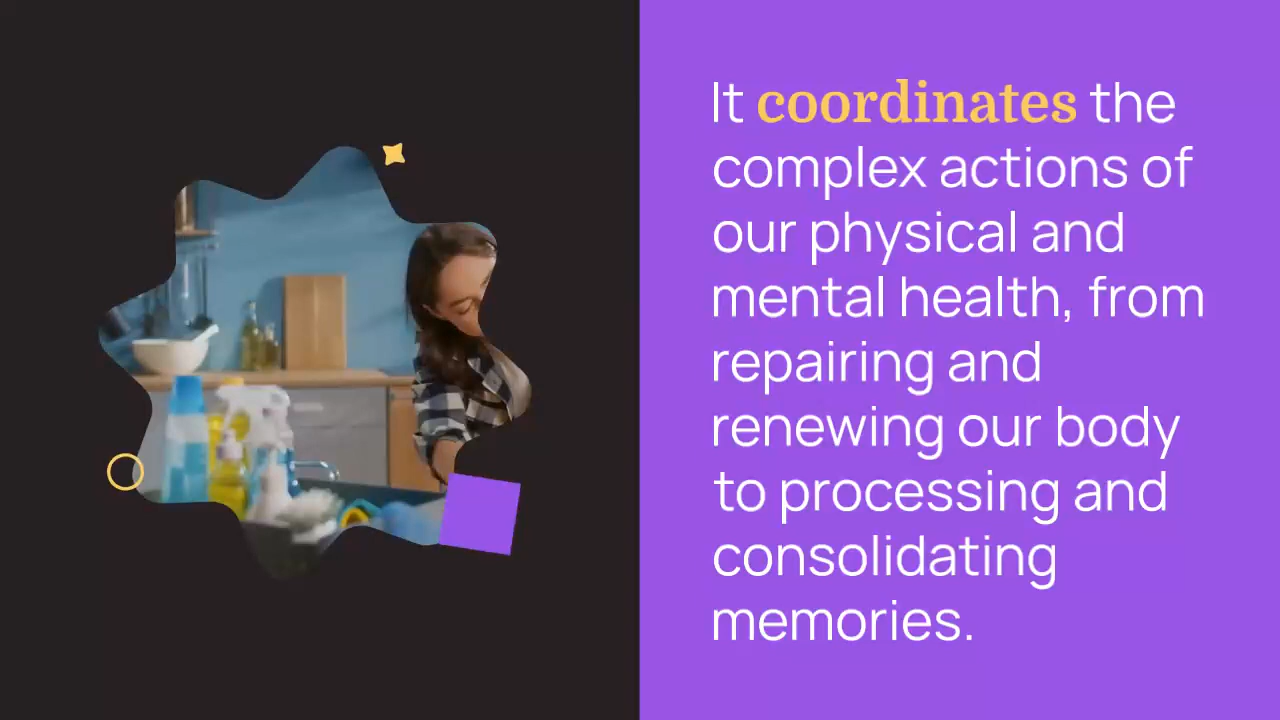 It coordinates the
complex actions of
our physical and
mental health, from
repairing and
renewing our body
to processing and
consolidating
memories.